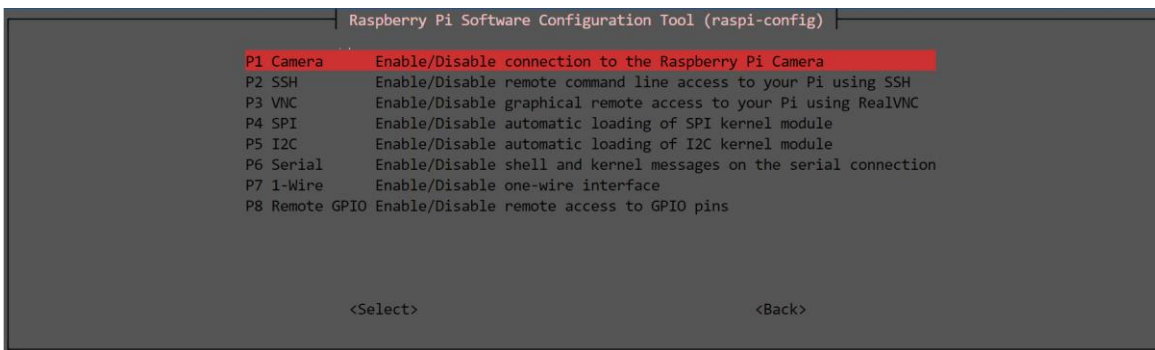 Raspberry Pi Software Configuration Tool (raspi-config)
P1 Camera Enable/Disable connection to the Raspberry Pi Camera
P2 SSH Enable/Disable remote command line access to your Pi using SSH
P3 VNC Enable/Disable graphical remote access to your Pi using RealVNC
P4 SPI Enable/Disable automatic loading of SPI kernel module
P5 I2C Enable/Disable automatic loading of I2C kernel module
P6 Serial Enable/Disable shell and kernel messages on the serial connection
P7 1-Wire Enable/Disable one-wire interface
P8 Remote GPIO Enable/Disable remote access to GPIO pins
<Select> <Back>